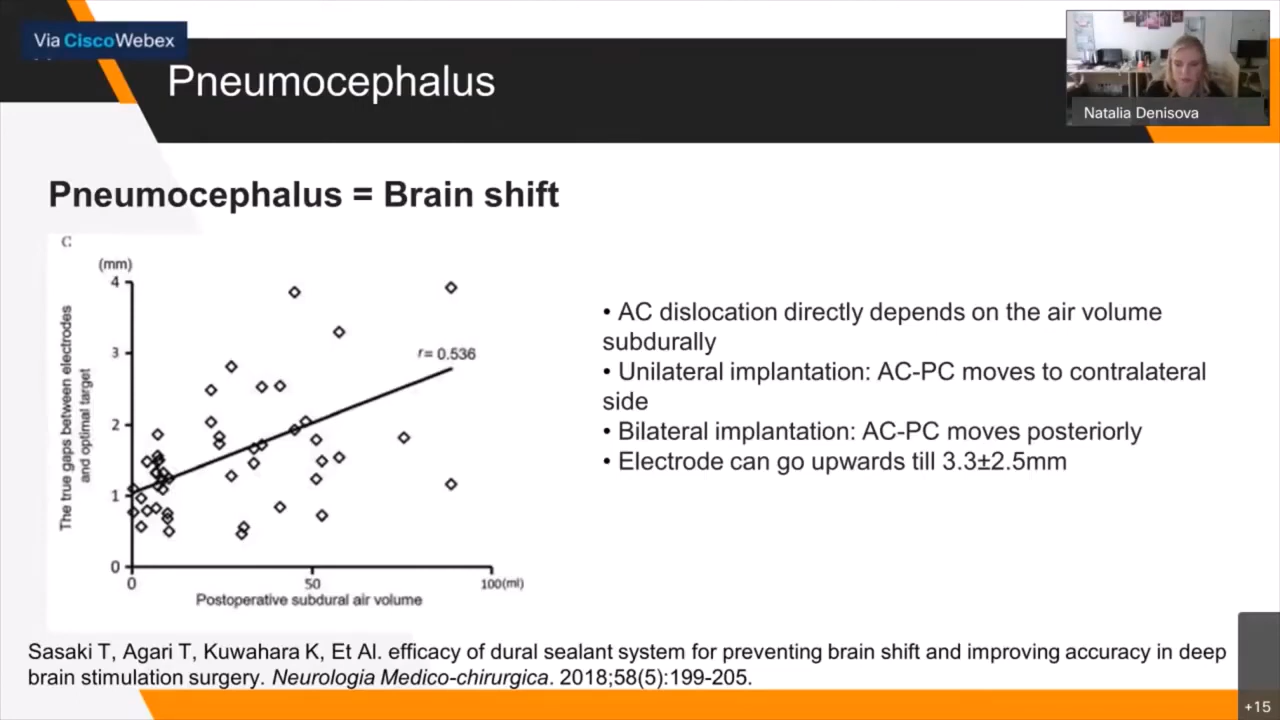 Via CiscoWebex
Pneumocephalus
Natalia Denisova
Pneumocephalus = Brain shift
C
(mm)
4
3
2
1
0
The true gaps between electrodes
and optimal target
r= 0.536
0
50
100(ml)
Postoperative subdural air volume
• AC dislocation directly depends on the air volume
subdurally
• Unilateral implantation: AC-PC moves to contralateral
side
• Bilateral implantation: AC-PC moves posteriorly
• Electrode can go upwards till 3.3±2.5mm
Sasaki T, Agari T, Kuwahara K, Et Al. efficacy of dural sealant system for preventing brain shift and improving accuracy in deep
brain stimulation surgery. Neurologia Medico-chirurgica. 2018;58(5):199-205.
+15